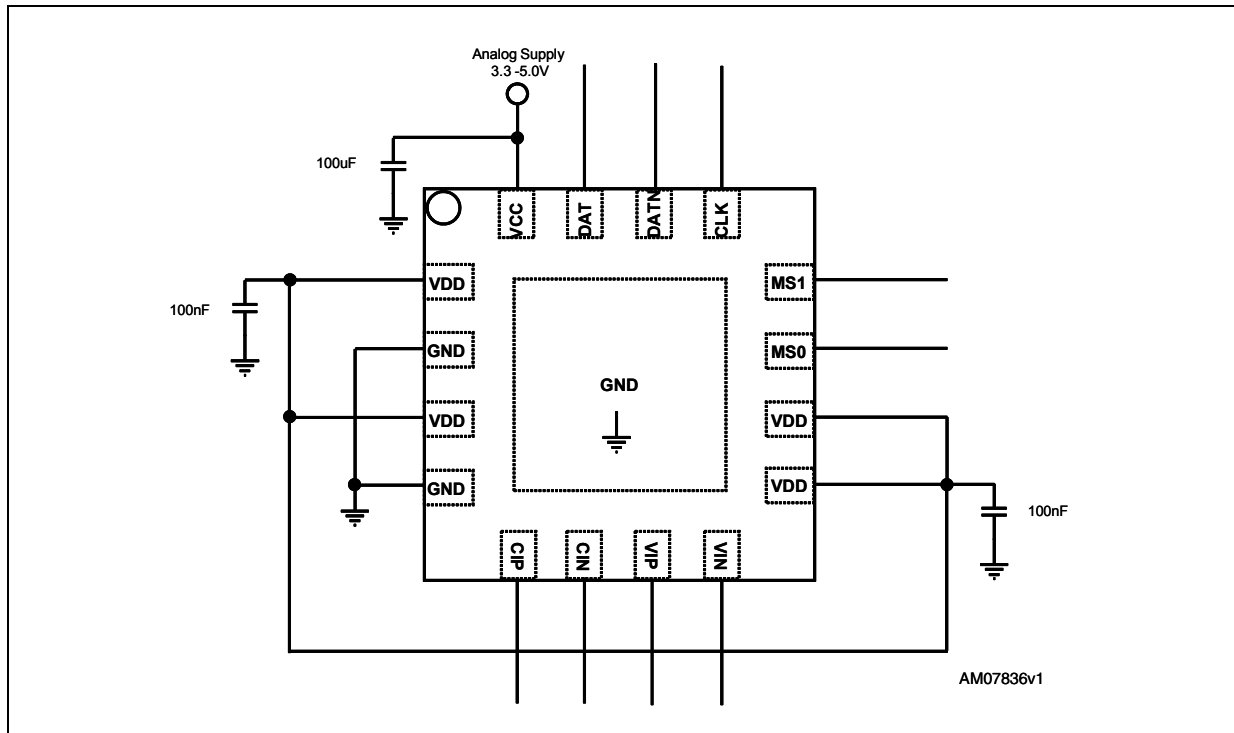 Analog Supply
3.3 -5.0V
100uF
VCC
DAT
DATN
CLK
VDD
MS1
100nF
GND
MS0
GND
VDD
VDD
GND
VDD
100nF
CIP
CIN
VIP
VIN
AM07836v1